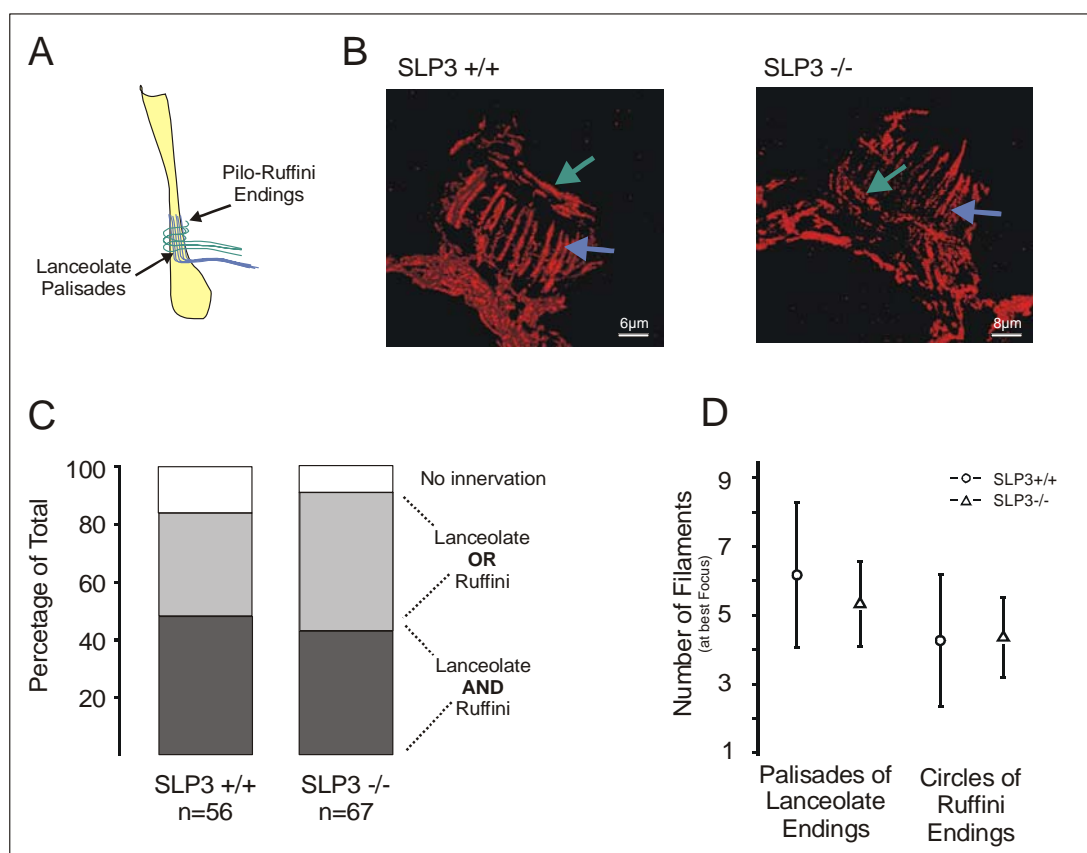 A
Pilo-Ruffini
Endings
Lanceolate
Palisades
B
SLP3 +/+
SLP3 -/-
6µm
8µm
C
Percetage of Total
100
80
60
40
20
No innervation
Lanceolate
OR
Ruffini
Lanceolate
AND
Ruffini
SLP3 +/+
n=56
SLP3 -/-
n=67
D
Number of Filaments
(at best Focus)
9
7
5
3
1
SLP3+/+
SLP3-/-
Palisades of
Lanceolate
Endings
Circles of
Ruffini
Endings